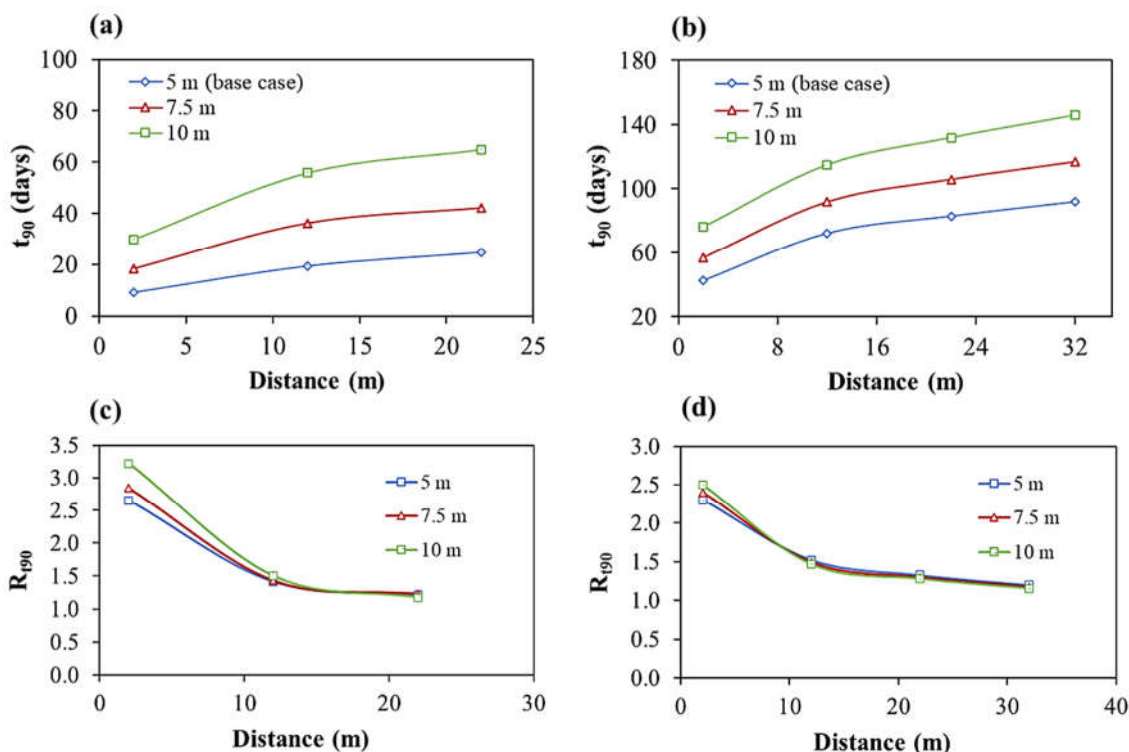 (a)
100
80
60
40
20
0
t90 (days)
5 m (base case)
7.5 m
10 m
0 5 10 15 20 25
Distance (m)
(b)
180
140
100
60
20
t90 (days)
5 m (base case)
7.5 m
10 m
0 8 16 24 32
Distance (m)
(c)
3.5
3.0
2.5
2.0
1.5
1.0
0.5
0.0
Rt90
5 m
7.5 m
10 m
0 10 20 30
Distance (m)
(d)
3.0
2.5
2.0
1.5
1.0
0.5
0.0
Rt90
5 m
7.5 m
10 m
0 10 20 30 40
Distance (m)